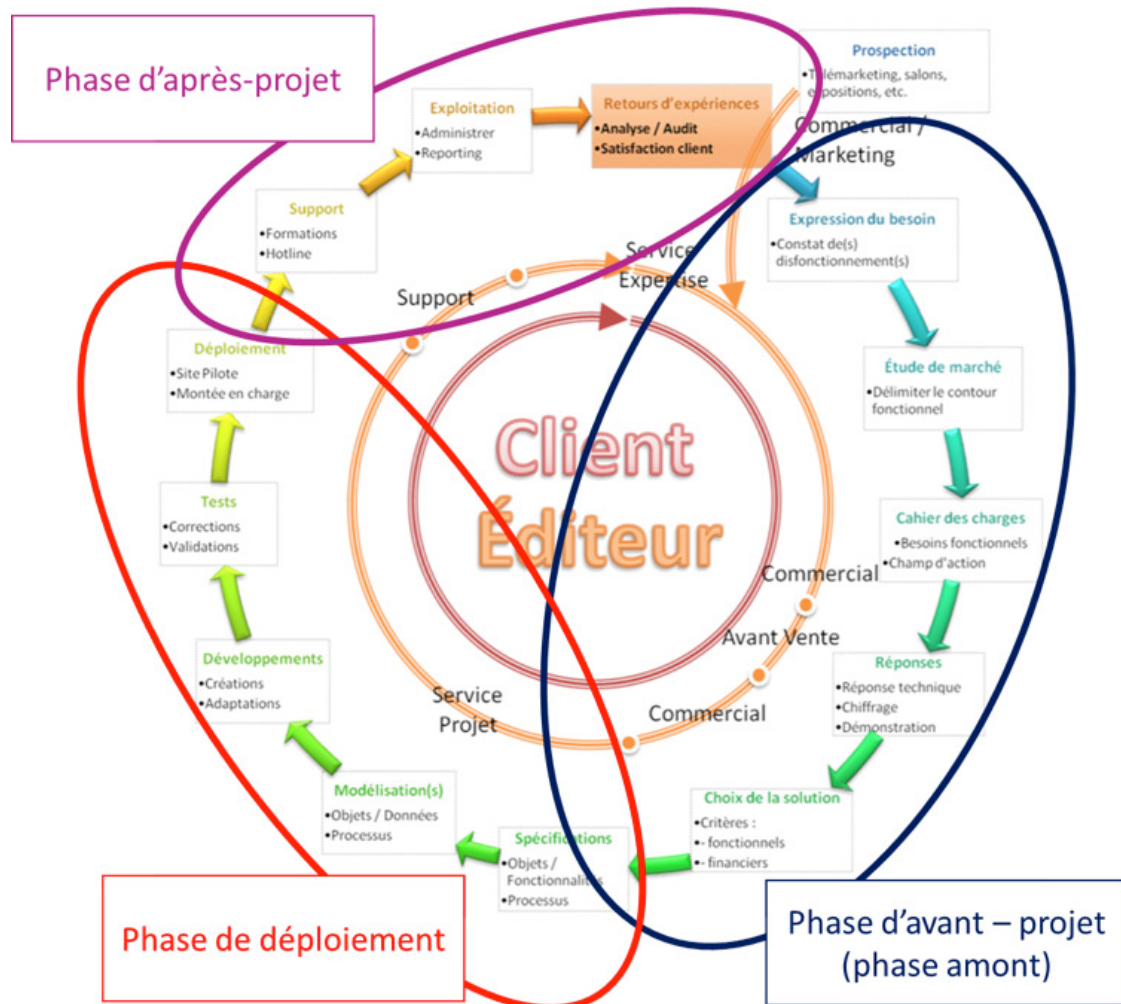 Phase d'après-projet
Prospection
•Télémarketing, salons,
expositions, etc.
Exploitation
•Administrer
•Reporting
Retours d'expériences
•Analyse / Audit
•Satisfaction client
Commercial /
Marketing
Support
•Formations
•Hotline
Expression du besoin
•Constat de(s)
disfonctionnement(s)
Service
Expertise
Support
Déploiement
•Site Pilote
•Montée en charge
Étude de marché
•Délimiter le contour
fonctionnel
Client
Éditeur
Tests
•Corrections
•Validations
Cahier des charges
•Besoins fonctionnels
•Champ d'action
Commercial
Avant Vente
Commercial
Développements
•Créations
•Adaptations
Service
Projet
Réponses
•Réponse technique
•Chiffrage
•Démonstration
Modélisation(s)
•Objets / Données
•Processus
Choix de la solution
•Critères :
•- fonctionnels
•- financiers
Spécifications
•Objets /
Fonctionnalités
•Processus
Phase de déploiement
Phase d'avant – projet
(phase amont)